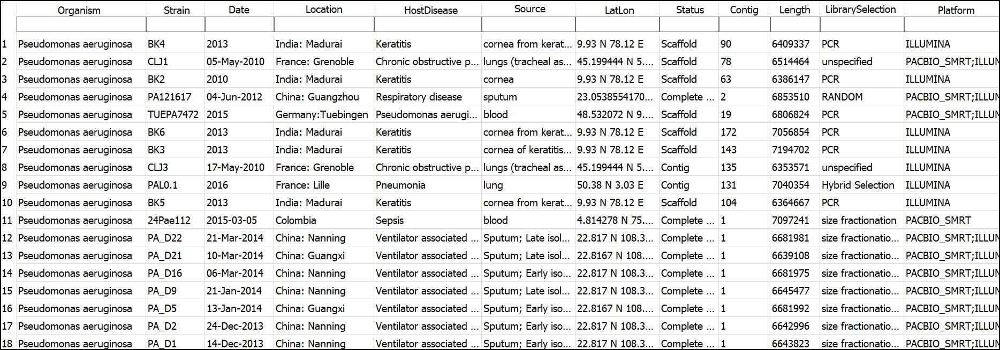 Organism Strain Date Location HostDisease Source LatLon Status Contig Length LibrarySelection Platform
1 Pseudomonas aeruginosa BK4 2013 India: Madurai Keratitis cornea from kerat... 9.93 N 78.12 E Scaffold 90 6409337 PCR ILLUMINA
2 Pseudomonas aeruginosa CLJ1 05-May-2010 France: Grenoble Chronic obstructive p... lungs (tracheal as... 45.199444 N 5.... Scaffold 78 6514464 unspecified PACBIO_SMRT;ILLUM
3 Pseudomonas aeruginosa BK2 2010 India: Madurai Keratitis cornea 9.93 N 78.12 E Scaffold 63 6386147 PCR ILLUMINA
4 Pseudomonas aeruginosa PA121617 04-Jun-2012 China: Guangzhou Respiratory disease sputum 23.0538554170... Complete ... 2 6853510 RANDOM PACBIO_SMRT;ILLUM
5 Pseudomonas aeruginosa TUEPA7472 2015 Germany:Tuebingen Pseudomonas aerugi... blood 48.532072 N 9.... Scaffold 19 6806824 PCR PACBIO_SMRT;ILLUM
6 Pseudomonas aeruginosa BK6 2013 India: Madurai Keratitis cornea from kerat... 9.93 N 78.12 E Scaffold 172 7056854 PCR ILLUMINA
7 Pseudomonas aeruginosa BK3 2013 India: Madurai Keratitis cornea of keratitis... 9.93 N 78.12 E Scaffold 143 7194702 PCR ILLUMINA
8 Pseudomonas aeruginosa CLJ3 17-May-2010 France: Grenoble Chronic obstructive p... lungs (tracheal as... 45.199444 N 5.... Contig 135 6353571 unspecified ILLUMINA
9 Pseudomonas aeruginosa PAL0.1 2016 France: Lille Pneumonia lung 50.38 N 3.03 E Contig 131 7040354 Hybrid Selection ILLUMINA
10 Pseudomonas aeruginosa BK5 2013 India: Madurai Keratitis cornea from kerat... 9.93 N 78.12 E Scaffold 104 6364667 PCR ILLUMINA
11 Pseudomonas aeruginosa 24Pae112 2015-03-05 Colombia Sepsis blood 4.814278 N 75.... Complete ... 1 7097241 size fractionation PACBIO_SMRT
12 Pseudomonas aeruginosa PA_D22 21-Mar-2014 China: Nanning Ventilator associated ... Sputum; Late isol... 22.817 N 108.3... Complete ... 1 6681981 size fractionatio... PACBIO_SMRT;ILLUM
13 Pseudomonas aeruginosa PA_D21 10-Mar-2014 China: Guangxi Ventilator associated ... Sputum; Late isol... 22.8167 N 108.... Complete ... 1 6639108 size fractionatio... PACBIO_SMRT;ILLUM
14 Pseudomonas aeruginosa PA_D16 06-Mar-2014 China: Nanning Ventilator associated ... Sputum; Early iso... 22.817 N 108.3... Complete ... 1 6681975 size fractionatio... PACBIO_SMRT;ILLUM
15 Pseudomonas aeruginosa PA_D9 21-Jan-2014 China: Nanning Ventilator associated ... Sputum; Late isol... 22.817 N 108.3... Complete ... 1 6645477 size fractionatio... PACBIO_SMRT;ILLUM
16 Pseudomonas aeruginosa PA_D5 13-Jan-2014 China: Guangxi Ventilator associated ... Sputum; Early iso... 22.8167 N 108.... Complete ... 1 6681992 size fractionatio... PACBIO_SMRT;ILLUM
17 Pseudomonas aeruginosa PA_D2 24-Dec-2013 China: Nanning Ventilator associated ... Sputum; Early iso... 22.817 N 108.3... Complete ... 1 6642996 size fractionatio... PACBIO_SMRT;ILLUM
18 Pseudomonas aeruginosa PA_D1 14-Dec-2013 China: Nanning Ventilator associated ... Sputum; Early iso... 22.817 N 108.3... Complete ... 1 6643823 size fractionatio... PACBIO_SMRT;ILLUM